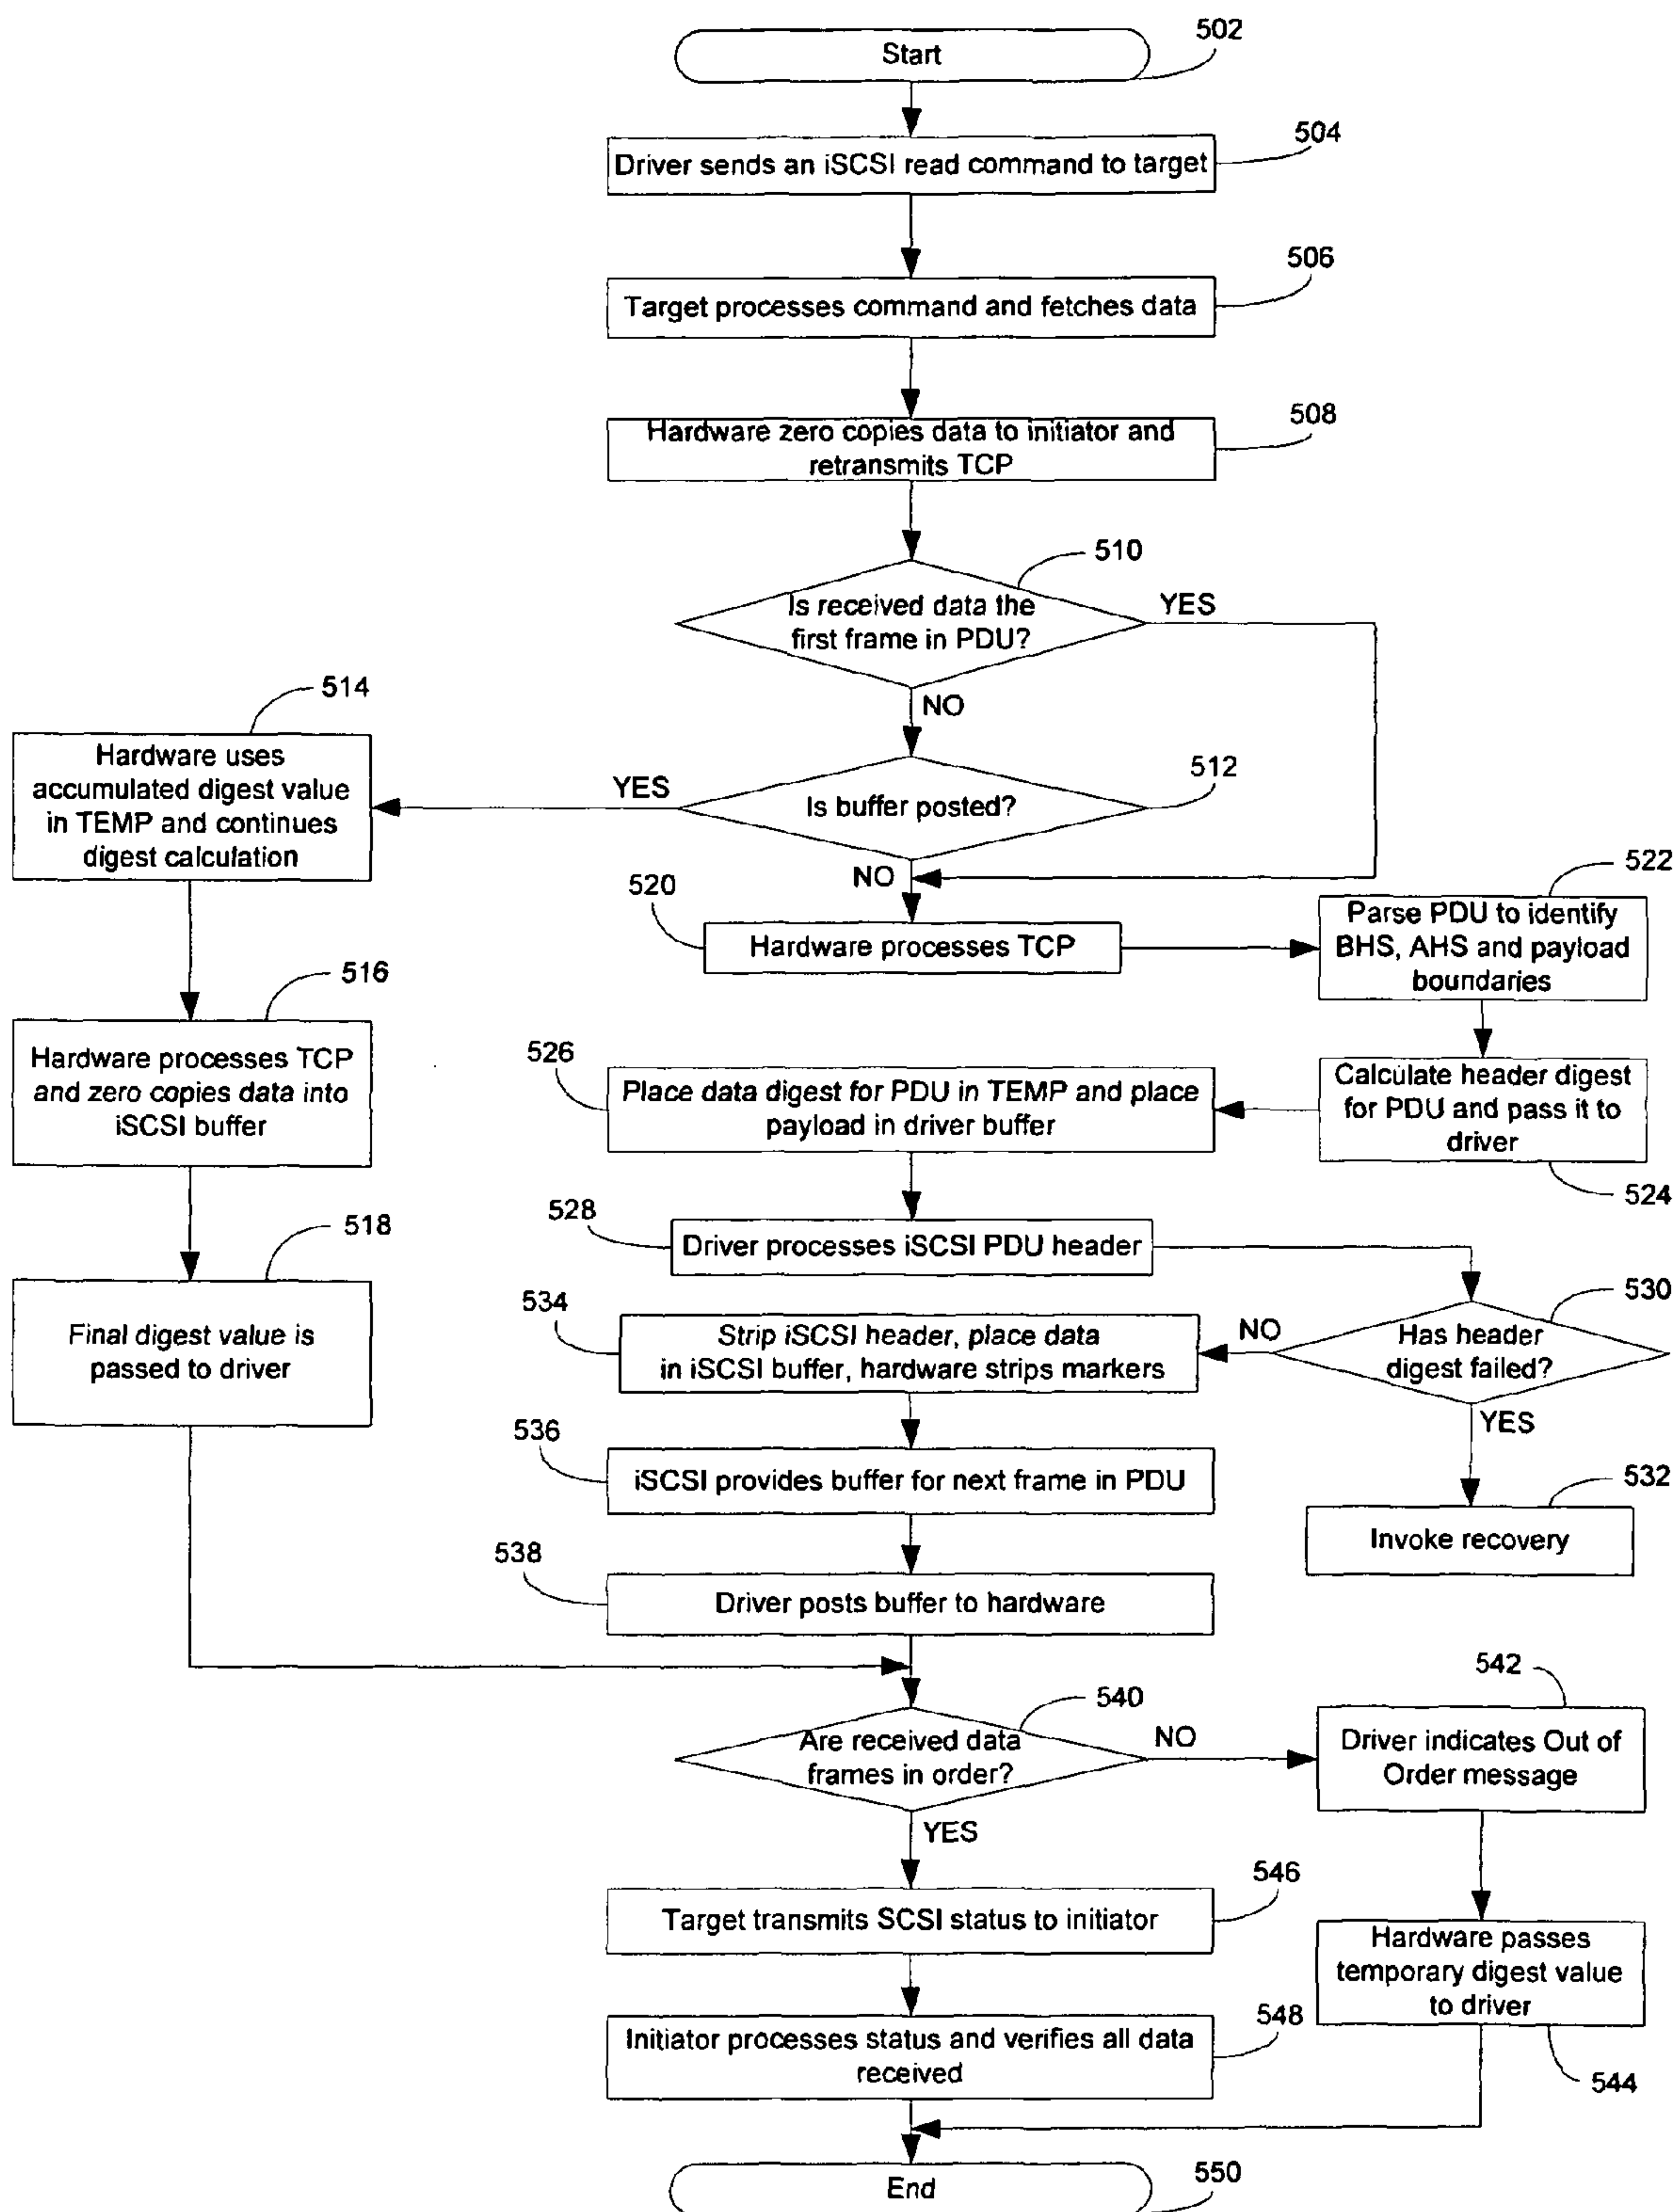 502
Start
504
Driver sends an iSCSI read command to target
506
Target processes command and fetches data
508
Hardware zero copies data to initiator and
retransmits TCP
510
Is received data the
first frame in PDU?
YES
NO
514
Hardware uses
accumulated digest value
in TEMP and continues
digest calculation
YES
512
Is buffer posted?
NO
520
Hardware processes TCP
522
Parse PDU to identify
BHS, AHS and payload
boundaries
516
Hardware processes TCP
and zero copies data into
iSCSI buffer
526
Place data digest for PDU in TEMP and place
payload in driver buffer
Calculate header digest
for PDU and pass it to
driver
524
528
Driver processes iSCSI PDU header
518
Final digest value is
passed to driver
534
Strip iSCSI header, place data
in iSCSI buffer, hardware strips markers
NO
530
Has header
digest failed?
YES
536
iSCSI provides buffer for next frame in PDU
532
Invoke recovery
538
Driver posts buffer to hardware
540
Are received data
frames in order?
NO
542
Driver indicates Out of
Order message
YES
546
Target transmits SCSI status to initiator
Hardware passes
temporary digest value
to driver
544
548
Initiator processes status and verifies all data
received
End
550